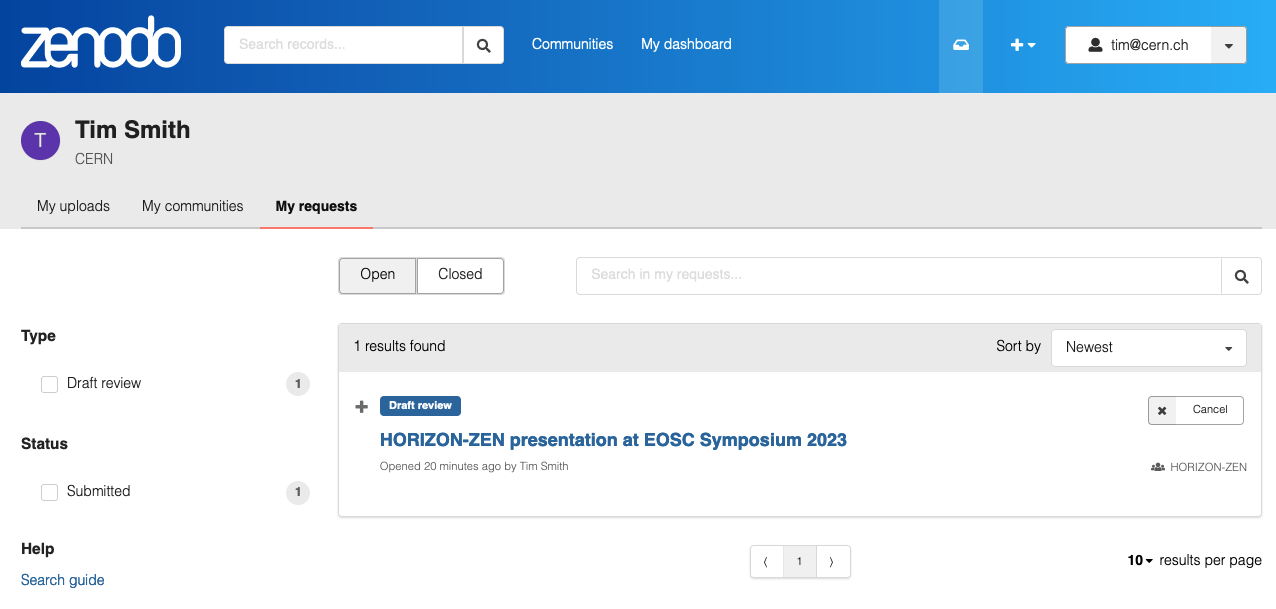 zenodo
Search records...
Communities
My dashboard
tim@cern.ch
T
Tim Smith
CERN
My uploads
My communities
My requests
Open
Closed
Search in my requests...
Type
Draft review
1
Status
Submitted
1
Help
Search guide
1 results found
Sort by
Newest
Draft review
Cancel
HORIZON-ZEN presentation at EOSC Symposium 2023
Opened 20 minutes ago by Tim Smith
HORIZON-ZEN
1
10 results per page